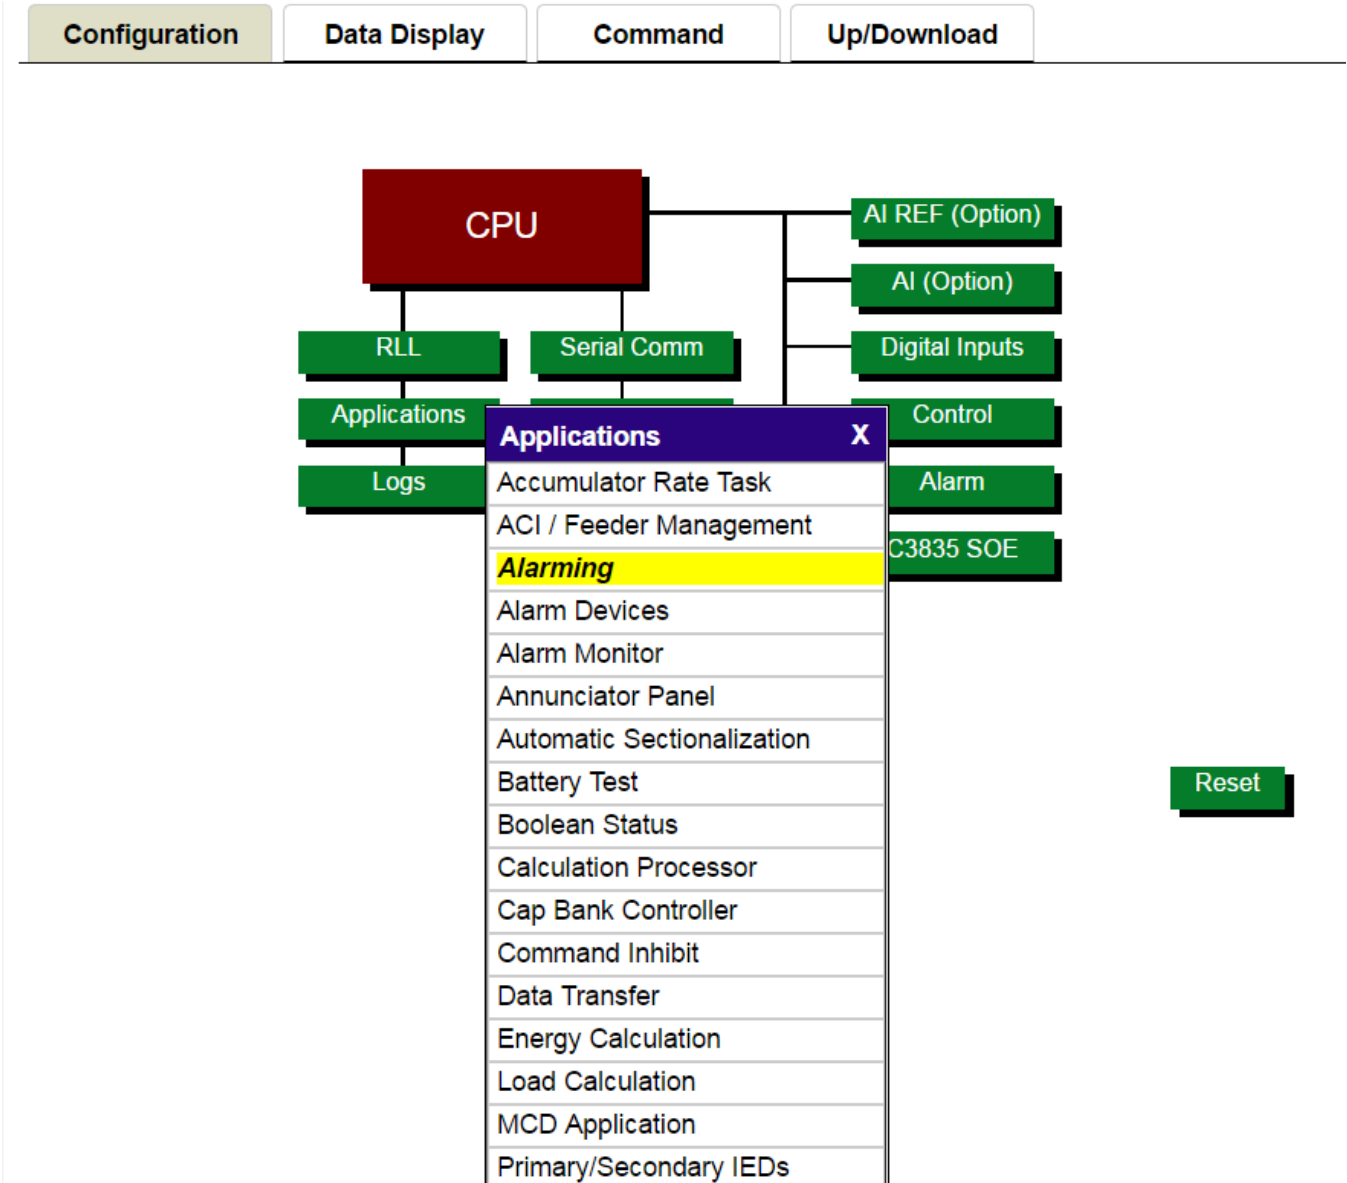 Configuration
Data Display
Command
Up/Download
CPU
AI REF (Option)
AI (Option)
RLL
Serial Comm
Digital Inputs
Applications
Control
Logs
Alarm
C3835 SOE
Applications X
Accumulator Rate Task
ACI / Feeder Management
Alarming
Alarm Devices
Alarm Monitor
Annunciator Panel
Automatic Sectionalization
Battery Test
Boolean Status
Calculation Processor
Cap Bank Controller
Command Inhibit
Data Transfer
Energy Calculation
Load Calculation
MCD Application
Primary/Secondary IEDs
Reset